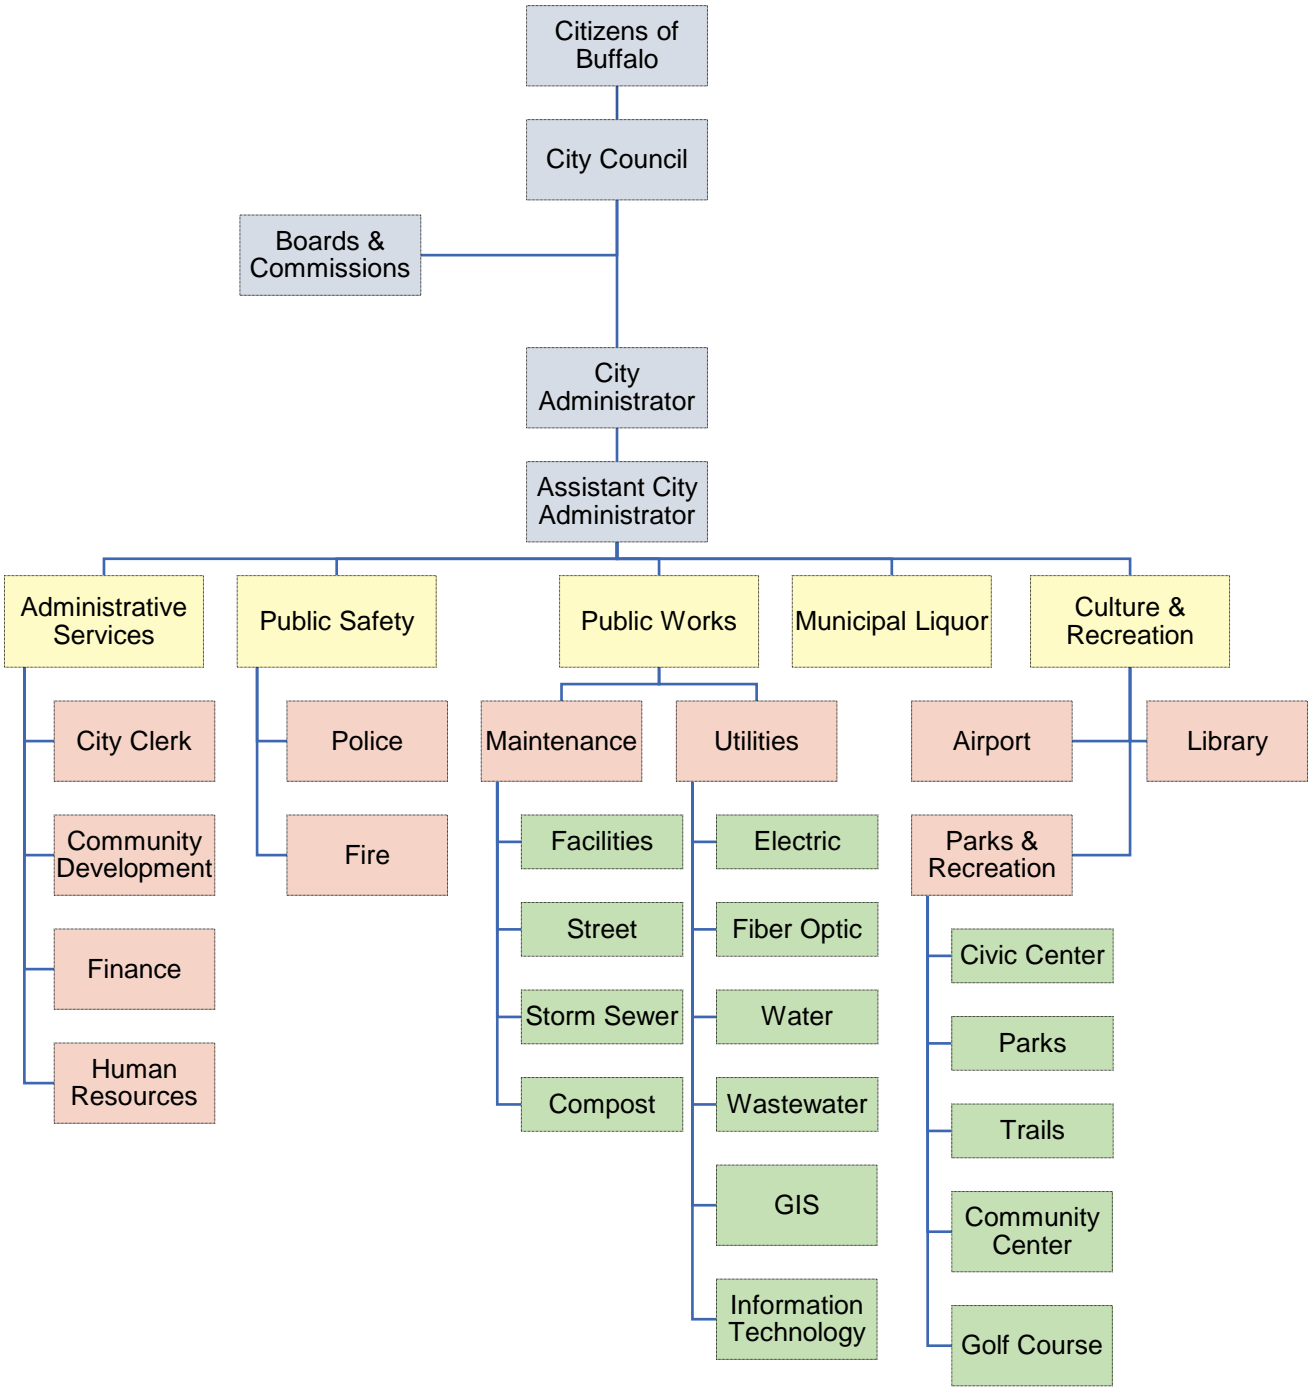 Citizens of
Buffalo
City Council
Boards &
Commissions
City
Administrator
Assistant City
Administrator
Administrative
Services
Public Safety
Public Works
Municipal Liquor
Culture &
Recreation
City Clerk
Community
Development
Finance
Human
Resources
Police
Fire
Maintenance
Facilities
Street
Storm Sewer
Compost
Utilities
Electric
Fiber Optic
Water
Wastewater
GIS
Information
Technology
Airport
Library
Parks &
Recreation
Civic Center
Parks
Trails
Community
Center
Golf Course